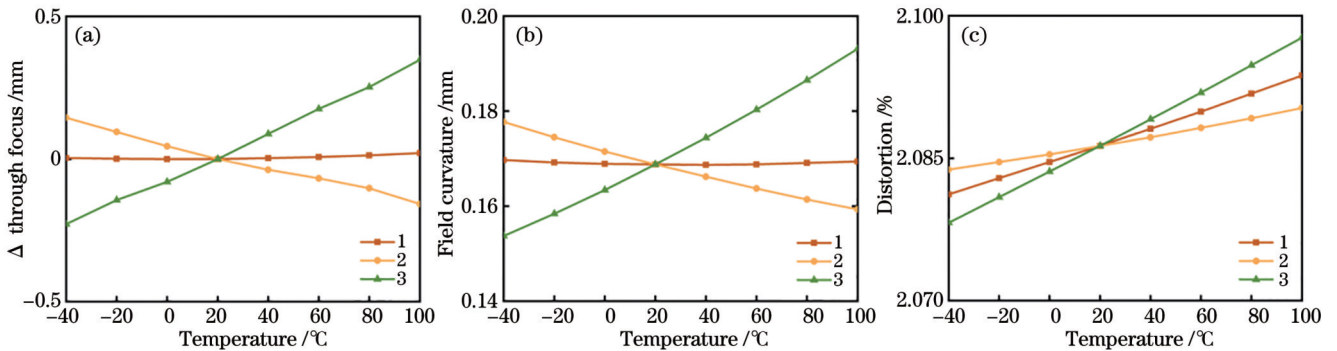 (a)
Δ through focus /mm
0.5
0
−0.5
−40 −20 0 20 40 60 80 100
Temperature /℃
1
2
3
(b)
Field curvature /mm
0.20
0.18
0.16
0.14
−40 −20 0 20 40 60 80 100
Temperature /℃
1
2
3
(c)
Distortion /%
2.100
2.085
2.070
−40 −20 0 20 40 60 80 100
Temperature /℃
1
2
3